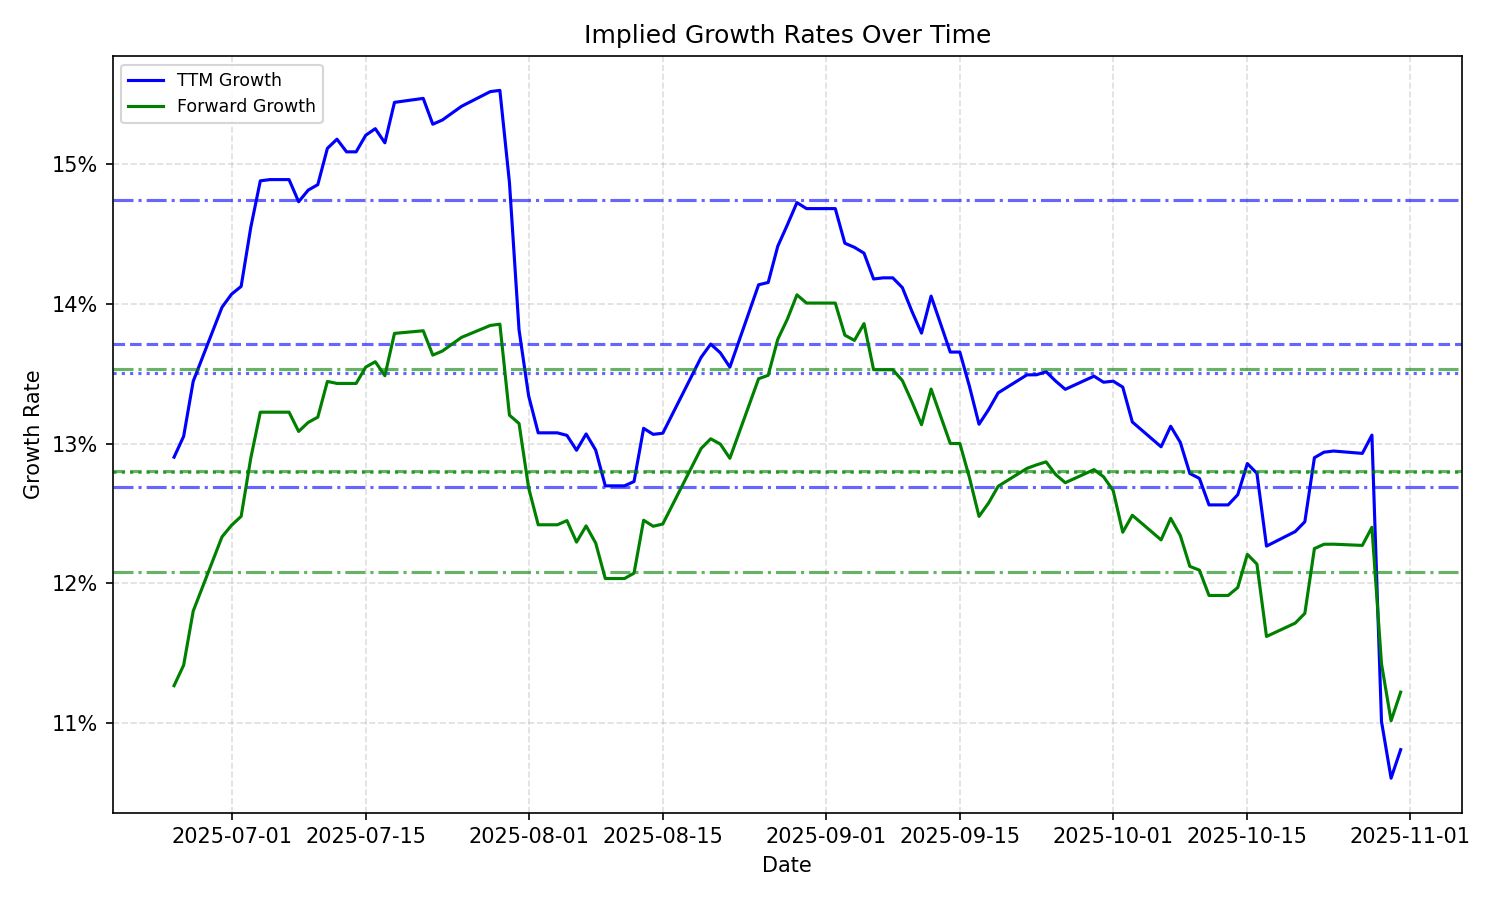 Implied Growth Rates Over Time
TTM Growth
Forward Growth
15%
14%
13%
12%
11%
Growth Rate
2025-07-01
2025-07-15
2025-08-01
2025-08-15
2025-09-01
2025-09-15
2025-10-01
2025-10-15
2025-11-01
Date